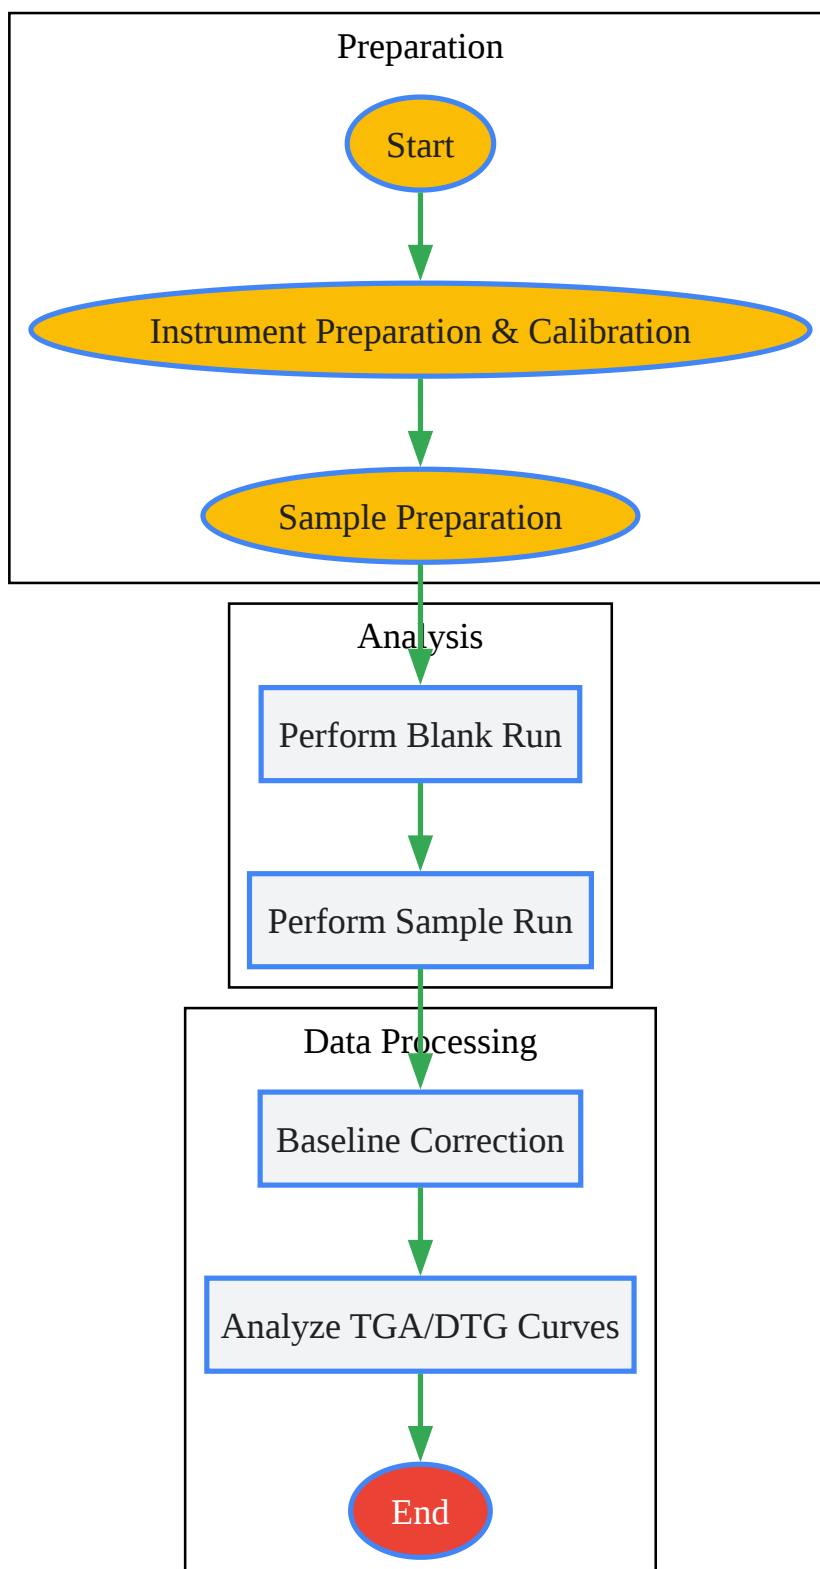 Preparation
Start
Instrument Preparation & Calibration
Sample Preparation
Analysis
Perform Blank Run
Perform Sample Run
Data Processing
Baseline Correction
Analyze TGA/DTG Curves
End